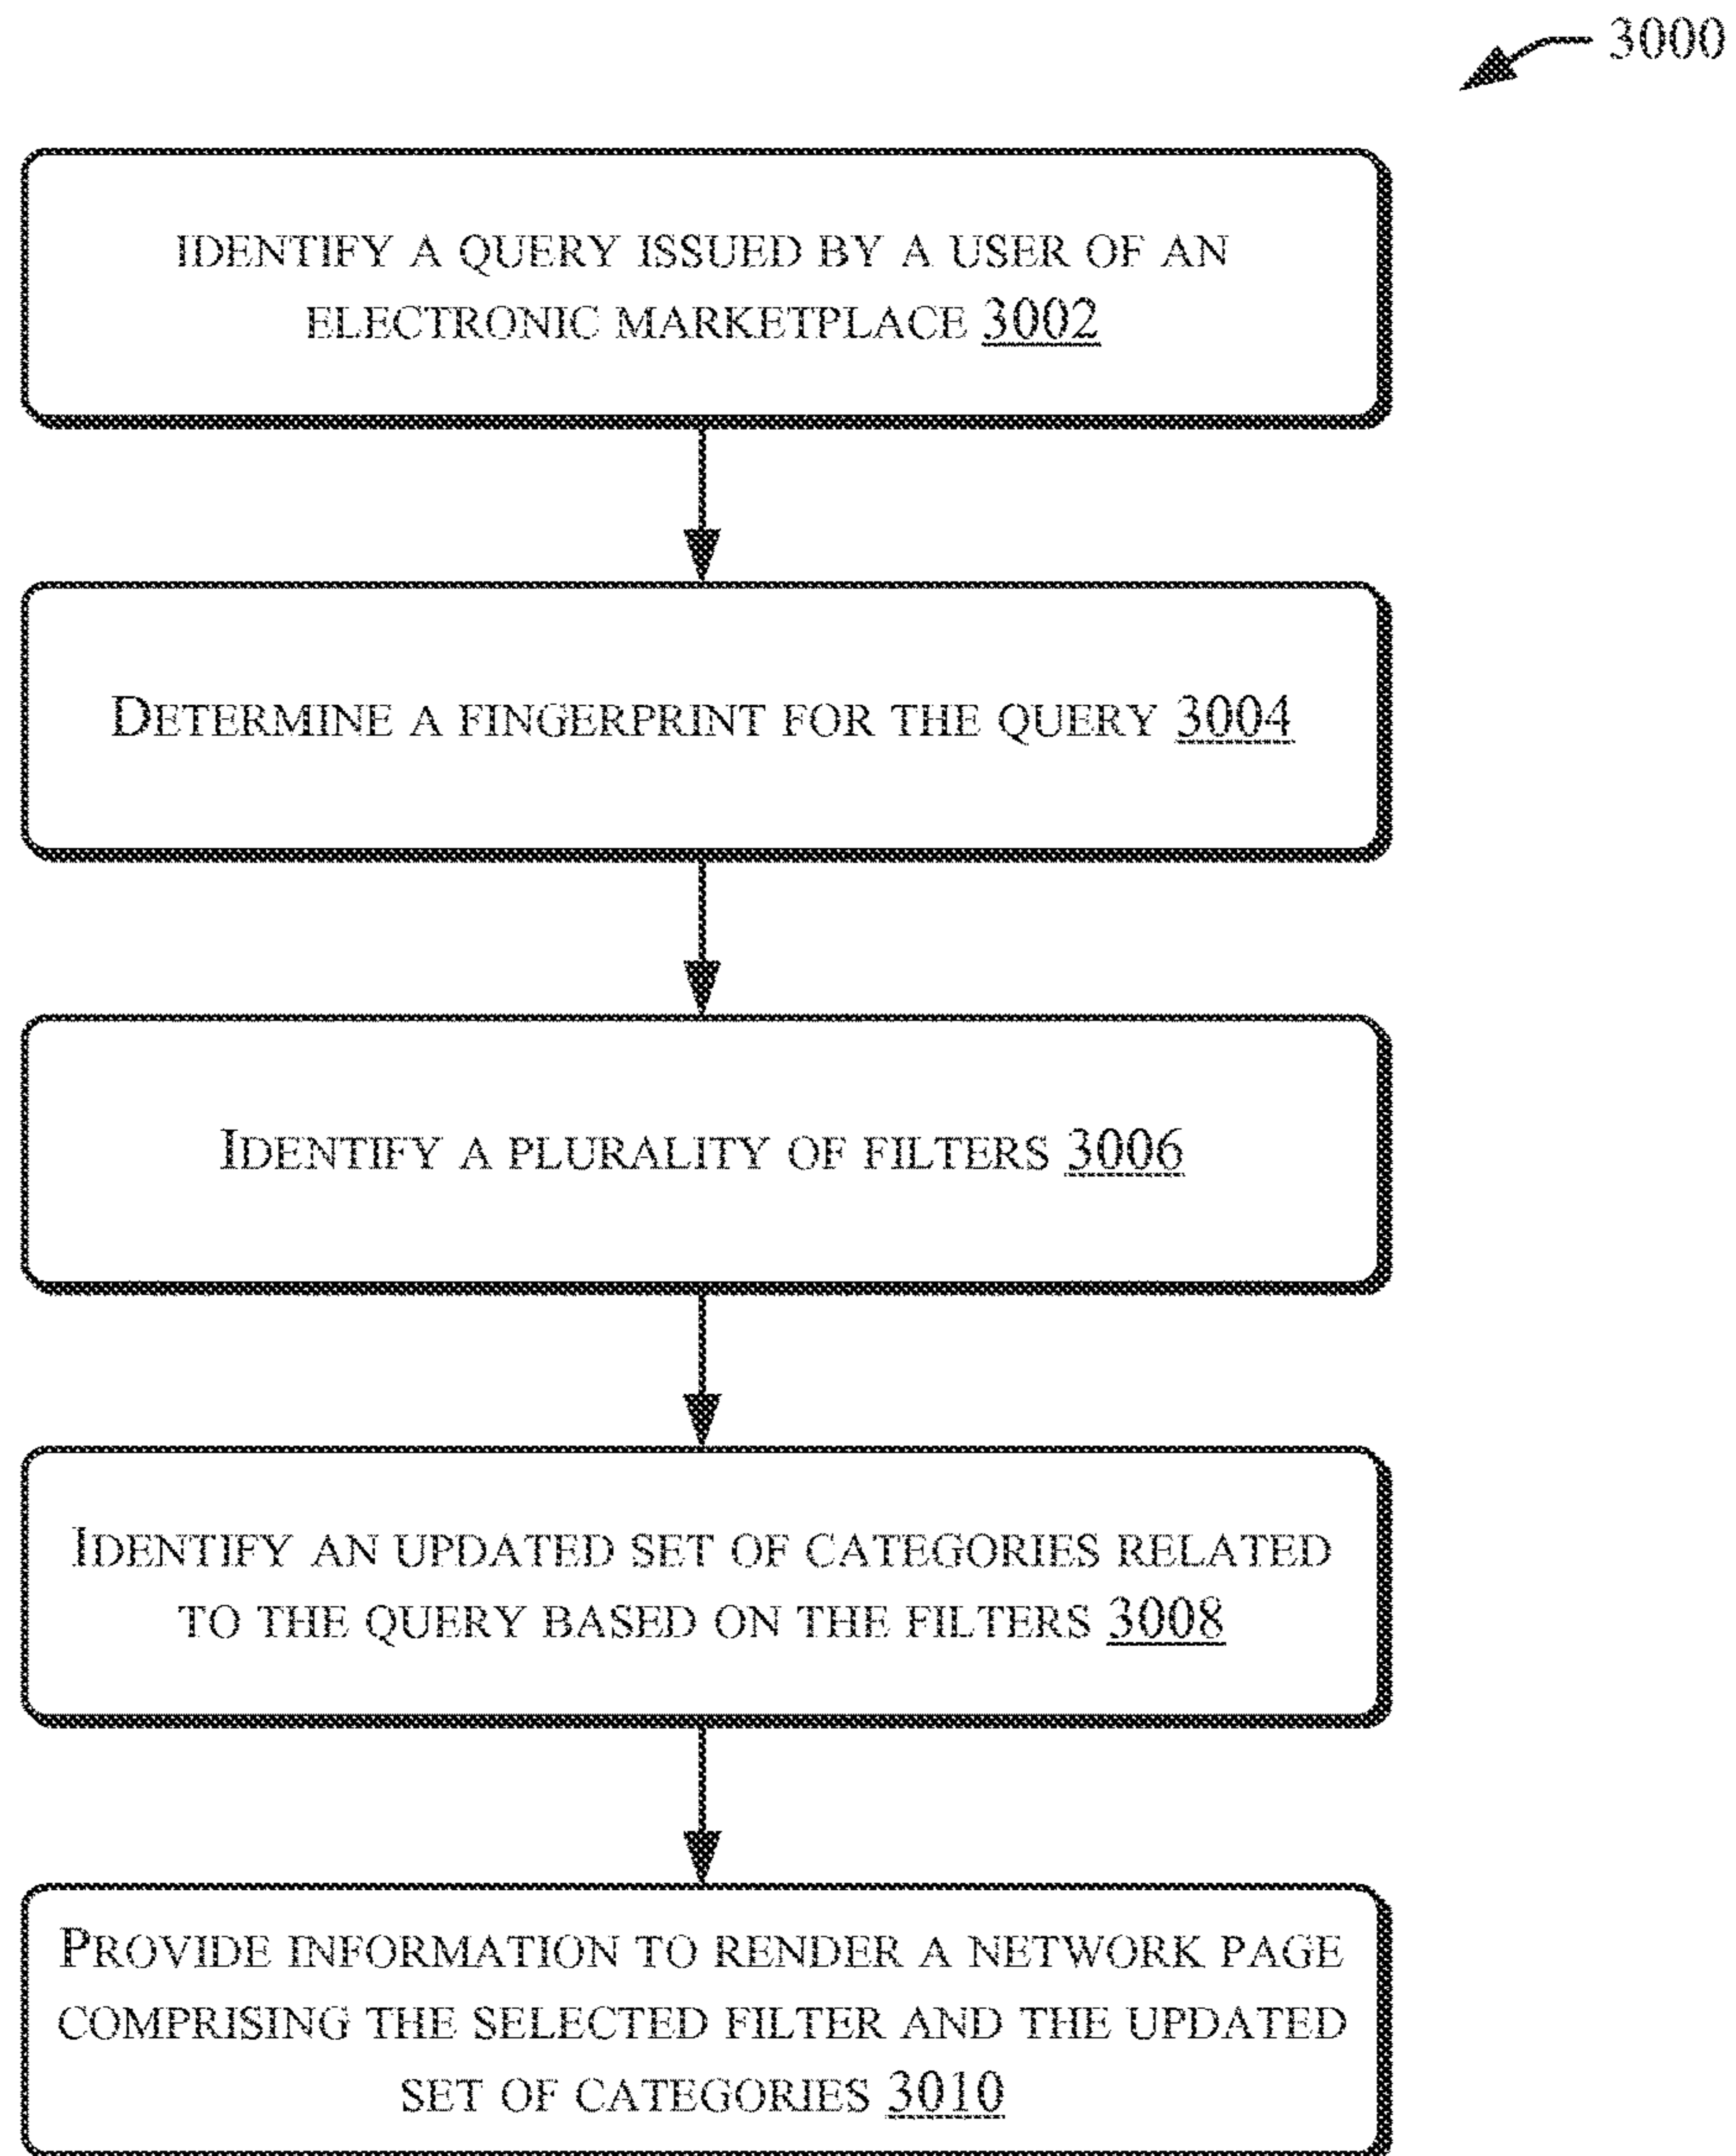 3000
IDENTIFY A QUERY ISSUED BY A USER OF AN
ELECTRONIC MARKETPLACE 3002
DETERMINE A FINGERPRINT FOR THE QUERY 3004
IDENTIFY A PLURALITY OF FILTERS 3006
IDENTIFY AN UPDATED SET OF CATEGORIES RELATED
TO THE QUERY BASED ON THE FILTERS 3008
PROVIDE INFORMATION TO RENDER A NETWORK PAGE
COMPRISING THE SELECTED FILTER AND THE UPDATED
SET OF CATEGORIES 3010